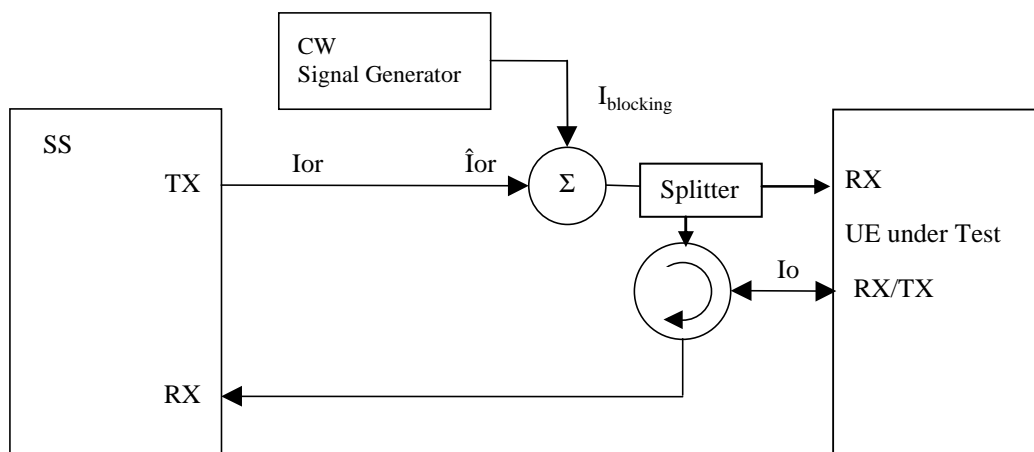 CW
Signal Generator
I_blocking
SS
TX
Ior
Îor
Σ
Splitter
RX
UE under Test
Io
RX/TX
RX